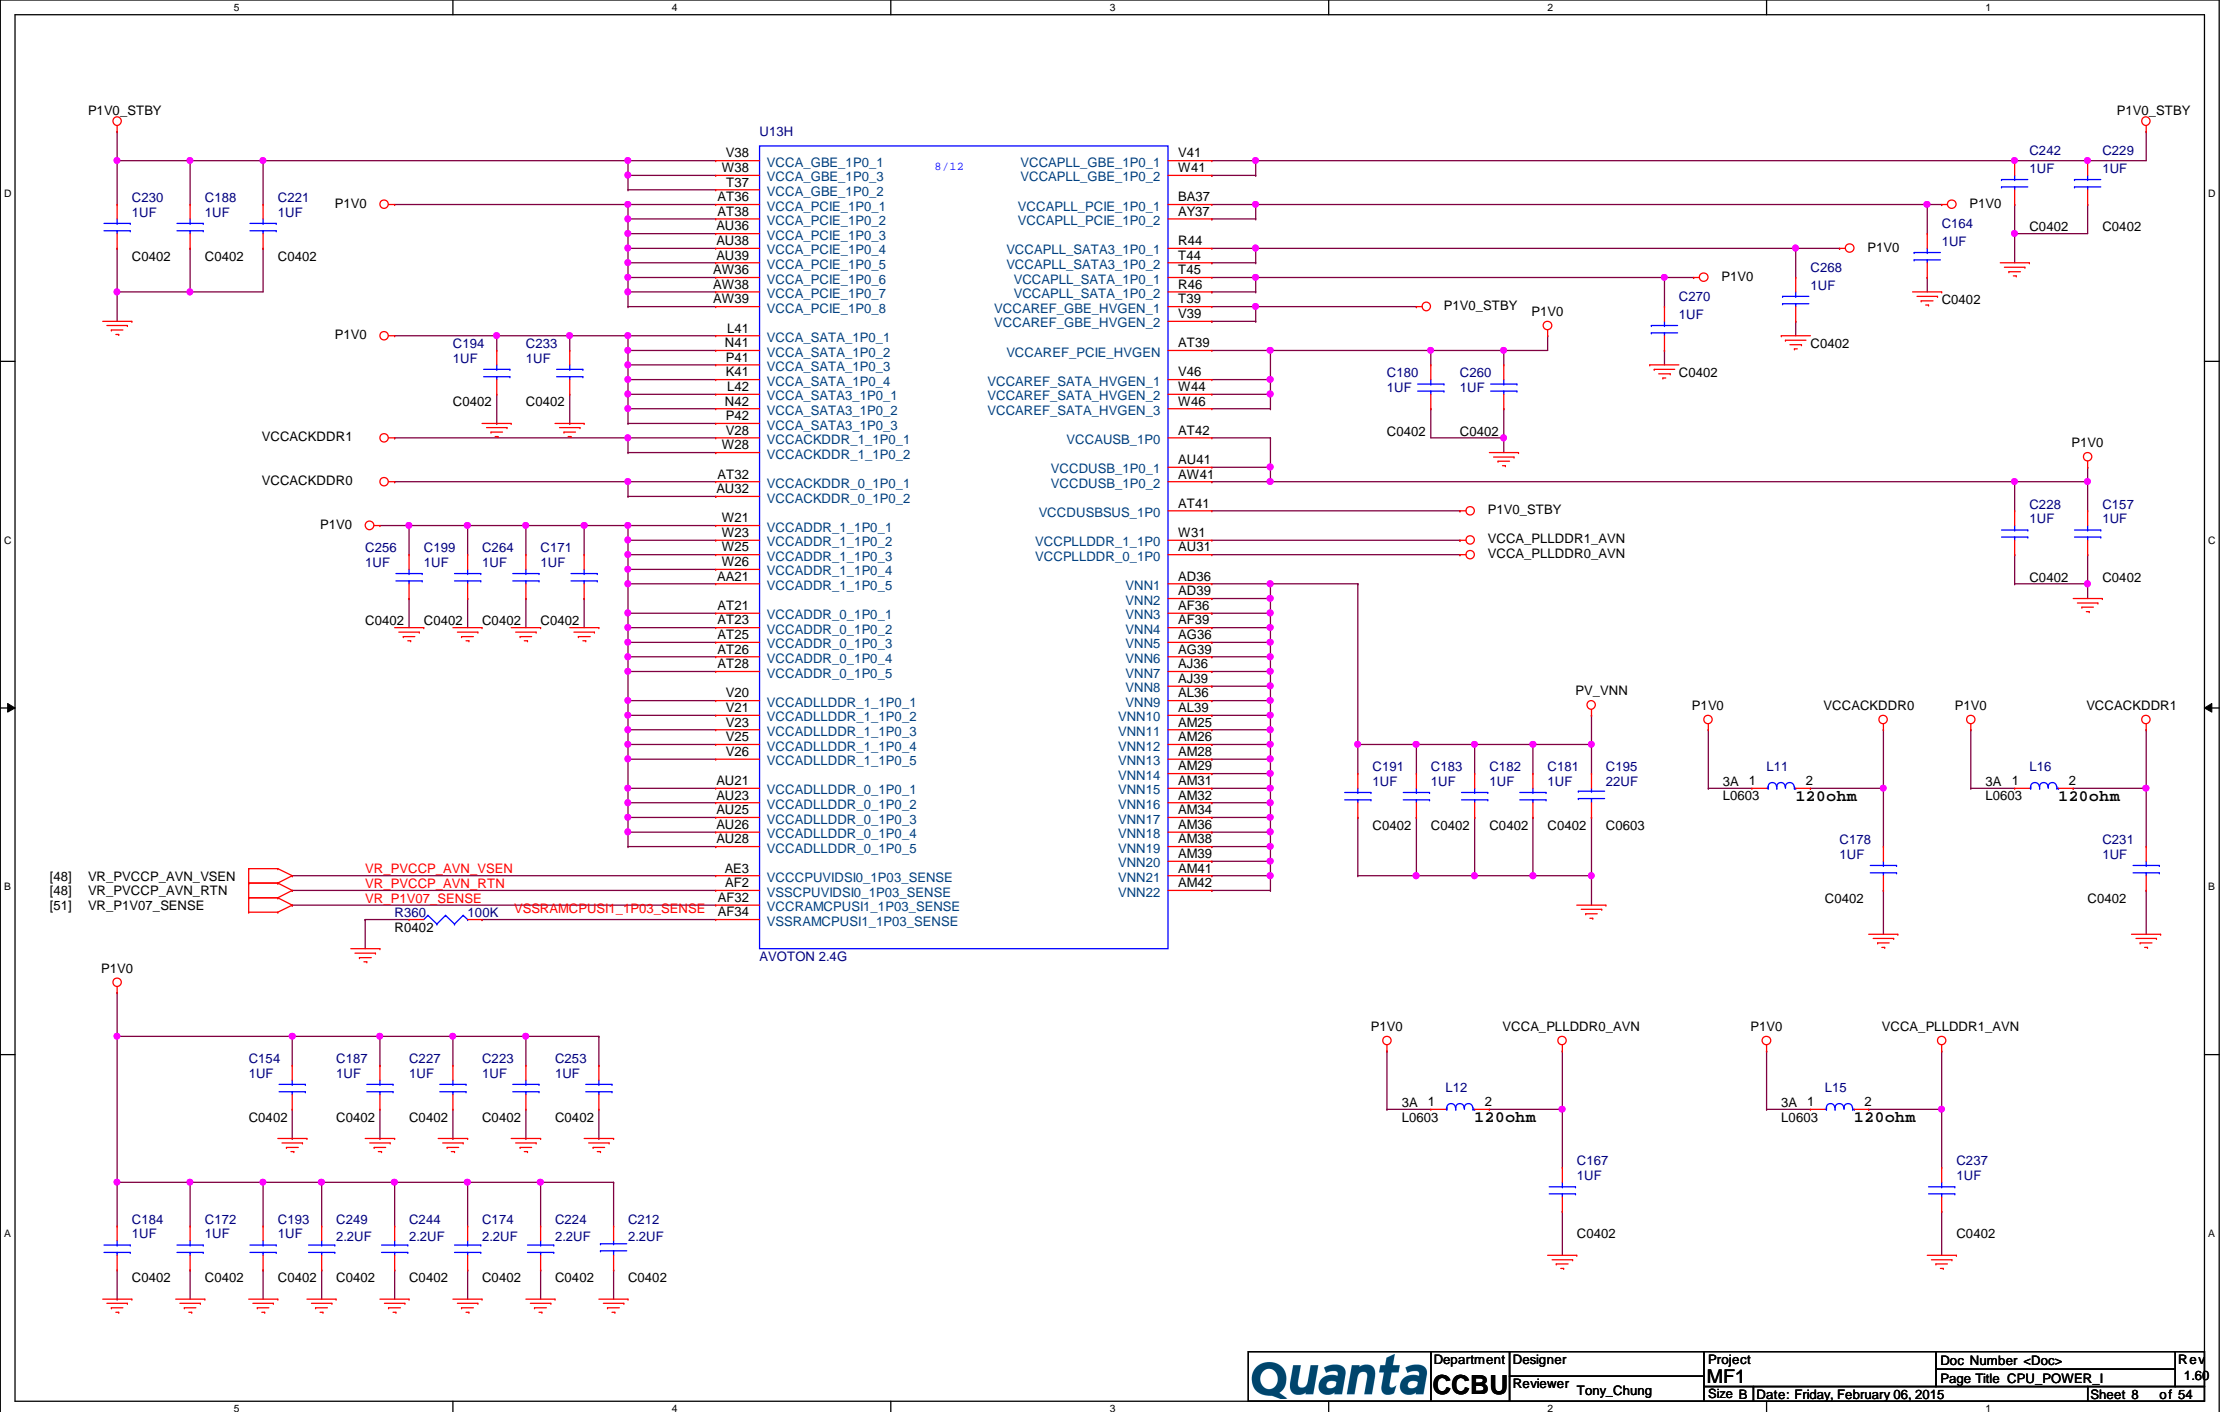 5 4 3 2 1
D
C
B
A
D
C
B
A
P1V0_STBY
C230
1UF
C0402
C188
1UF
C0402
C221
1UF
C0402
P1V0
P1V0
C194
1UF
C0402
C233
1UF
C0402
VCCACKDDR1
VCCACKDDR0
P1V0
C256
1UF
C0402
C199
1UF
C0402
C264
1UF
C0402
C171
1UF
C0402
[48] VR_PVCCP_AVN_VSEN
[48] VR_PVCCP_AVN_RTN
[51] VR_P1V07_SENSE
VR_PVCCP_AVN_VSEN
VR_PVCCP_AVN_RTN
VR_P1V07_SENSE
R360 100K
R0402
VSSRAMCPUSI1_1P03_SENSE
U13H
8/12
V38 VCCA_GBE_1P0_1
W38 VCCA_GBE_1P0_3
T37 VCCA_GBE_1P0_2
AT36 VCCA_PCIE_1P0_1
AT38 VCCA_PCIE_1P0_2
AU36 VCCA_PCIE_1P0_3
AU38 VCCA_PCIE_1P0_4
AU39 VCCA_PCIE_1P0_5
AW36 VCCA_PCIE_1P0_6
AW38 VCCA_PCIE_1P0_7
AW39 VCCA_PCIE_1P0_8
L41 VCCA_SATA_1P0_1
N41 VCCA_SATA_1P0_2
P41 VCCA_SATA_1P0_3
K41 VCCA_SATA_1P0_4
L42 VCCA_SATA3_1P0_1
N42 VCCA_SATA3_1P0_2
P42 VCCA_SATA3_1P0_3
V28 VCCACKDDR_1_1P0_1
W28 VCCACKDDR_1_1P0_2
AT32 VCCACKDDR_0_1P0_1
AU32 VCCACKDDR_0_1P0_2
W21 VCCADDR_1_1P0_1
W23 VCCADDR_1_1P0_2
W25 VCCADDR_1_1P0_3
W26 VCCADDR_1_1P0_4
AA21 VCCADDR_1_1P0_5
AT21 VCCADDR_0_1P0_1
AT23 VCCADDR_0_1P0_2
AT25 VCCADDR_0_1P0_3
AT26 VCCADDR_0_1P0_4
AT28 VCCADDR_0_1P0_5
V20 VCCADLLDDR_1_1P0_1
V21 VCCADLLDDR_1_1P0_2
V23 VCCADLLDDR_1_1P0_3
V25 VCCADLLDDR_1_1P0_4
V26 VCCADLLDDR_1_1P0_5
AU21 VCCADLLDDR_0_1P0_1
AU23 VCCADLLDDR_0_1P0_2
AU25 VCCADLLDDR_0_1P0_3
AU26 VCCADLLDDR_0_1P0_4
AU28 VCCADLLDDR_0_1P0_5
AE3 VCCCPUVIDSI0_1P03_SENSE
AF2 VSSCPUVIDSI0_1P03_SENSE
AF32 VCCRAMCPUSI1_1P03_SENSE
AF34 VSSRAMCPUSI1_1P03_SENSE
AVOTON 2.4G
VCCAPLL_GBE_1P0_1 V41
VCCAPLL_GBE_1P0_2 W41
VCCAPLL_PCIE_1P0_1 BA37
VCCAPLL_PCIE_1P0_2 AY37
VCCAPLL_SATA3_1P0_1 R44
VCCAPLL_SATA3_1P0_2 T44
VCCAPLL_SATA_1P0_1 T45
VCCAPLL_SATA_1P0_2 R46
VCCAREF_GBE_HVGEN_1 T39
VCCAREF_GBE_HVGEN_2 V39
VCCAREF_PCIE_HVGEN AT39
VCCAREF_SATA_HVGEN_1 V46
VCCAREF_SATA_HVGEN_2 W44
VCCAREF_SATA_HVGEN_3 W46
VCCAUSB_1P0 AT42
VCCDUSB_1P0_1 AU41
VCCDUSB_1P0_2 AW41
VCCDUSBSUS_1P0 AT41
VCCPLLDDR_1_1P0 W31
VCCPLLDDR_0_1P0 AU31
VNN1 AD36
VNN2 AD39
VNN3 AF36
VNN4 AF39
VNN5 AG36
VNN6 AG39
VNN7 AJ36
VNN8 AJ39
VNN9 AL36
VNN10 AL39
VNN11 AM25
VNN12 AM26
VNN13 AM28
VNN14 AM29
VNN15 AM31
VNN16 AM32
VNN17 AM34
VNN18 AM36
VNN19 AM38
VNN20 AM39
VNN21 AM41
VNN22 AM42
P1V0_STBY
C242
1UF
C0402
C229
1UF
C0402
P1V0
C164
1UF
C0402
P1V0
C268
1UF
C0402
P1V0
C270
1UF
C0402
P1V0_STBY
P1V0
C180
1UF
C0402
C260
1UF
C0402
P1V0
C228
1UF
C0402
C157
1UF
C0402
P1V0_STBY
VCCA_PLLDDR1_AVN
VCCA_PLLDDR0_AVN
PV_VNN
C191
1UF
C0402
C183
1UF
C0402
C182
1UF
C0402
C181
1UF
C0402
C195
22UF
C0603
P1V0 VCCACKDDR0
L11
3A 1 2
L0603 120ohm
C178
1UF
C0402
P1V0 VCCACKDDR1
L16
3A 1 2
L0603 120ohm
C231
1UF
C0402
P1V0 VCCA_PLLDDR0_AVN
L12
3A 1 2
L0603 120ohm
C167
1UF
C0402
P1V0 VCCA_PLLDDR1_AVN
L15
3A 1 2
L0603 120ohm
C237
1UF
C0402
P1V0
C154
1UF
C0402
C187
1UF
C0402
C227
1UF
C0402
C223
1UF
C0402
C253
1UF
C0402
C184
1UF
C0402
C172
1UF
C0402
C193
1UF
C0402
C249
2.2UF
C0402
C244
2.2UF
C0402
C174
2.2UF
C0402
C224
2.2UF
C0402
C212
2.2UF
C0402
Quanta
Department
CCBU
Designer
Reviewer Tony_Chung
Project
MF1
Size B Date: Friday, February 06, 2015
Doc Number <Doc>
Page Title CPU_POWER_I
Rev
1.60
Sheet 8 of 54
5 4 3 2 1